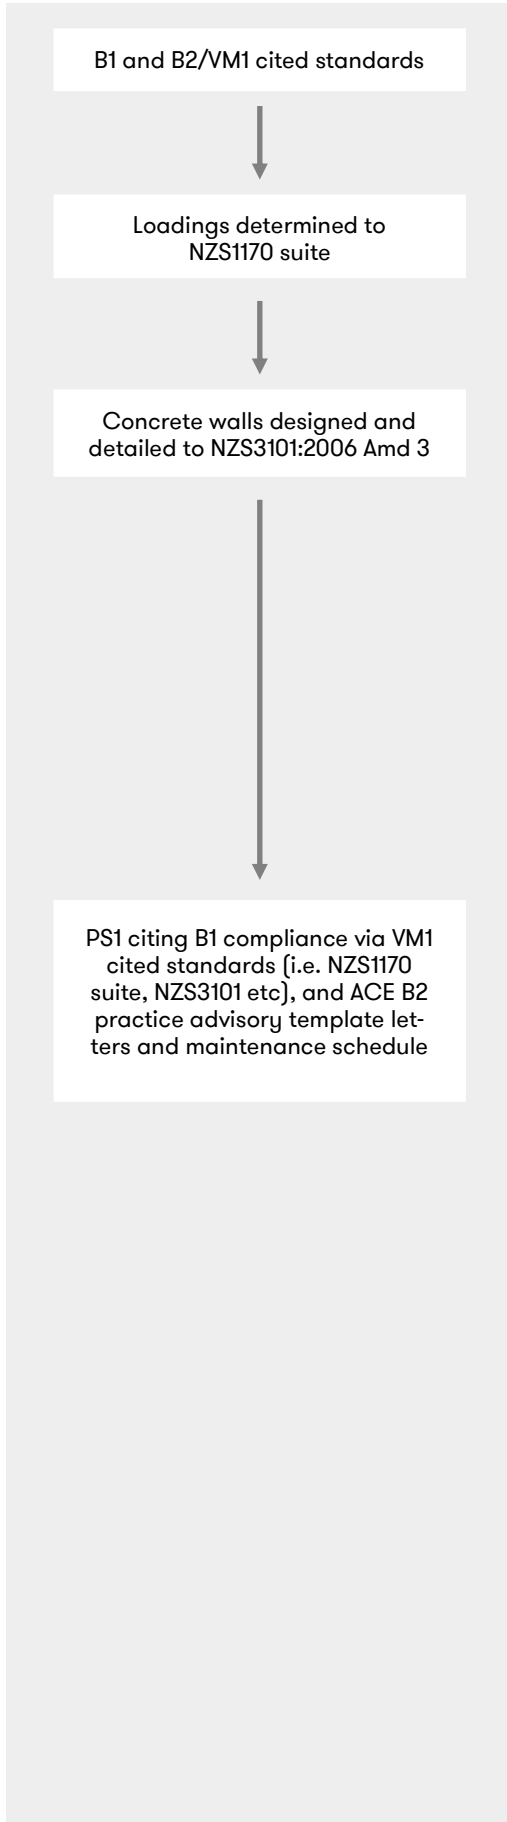 B1 and B2/VM1 cited standards
Loadings determined to
NZS1170 suite
Concrete walls designed and
detailed to NZS3101:2006 Amd 3
PS1 citing B1 compliance via VM1
cited standards (i.e. NZS1170
suite, NZS3101 etc), and ACE B2
practice advisory template let-
ters and maintenance schedule